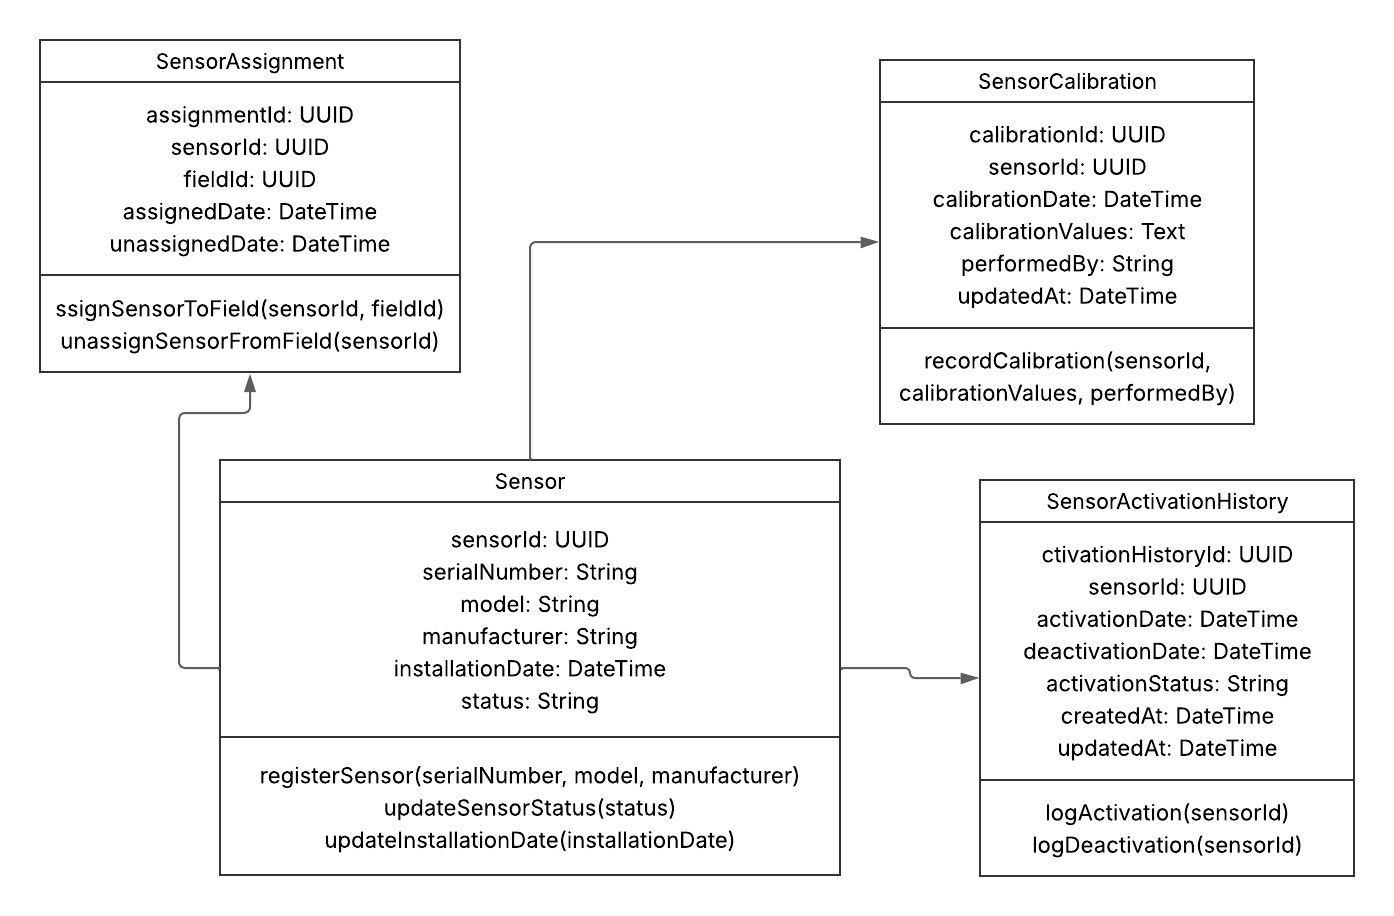 SensorAssignment
assignmentId: UUID
sensorId: UUID
fieldId: UUID
assignedDate: DateTime
unassignedDate: DateTime
ssignSensorToField(sensorId, fieldId)
unassignSensorFromField(sensorId)
SensorCalibration
calibrationId: UUID
sensorId: UUID
calibrationDate: DateTime
calibrationValues: Text
performedBy: String
updatedAt: DateTime
recordCalibration(sensorId,
calibrationValues, performedBy)
Sensor
sensorId: UUID
serialNumber: String
model: String
manufacturer: String
installationDate: DateTime
status: String
registerSensor(serialNumber, model, manufacturer)
updateSensorStatus(status)
updateInstallationDate(installationDate)
SensorActivationHistory
ctivationHistoryId: UUID
sensorId: UUID
activationDate: DateTime
deactivationDate: DateTime
activationStatus: String
createdAt: DateTime
updatedAt: DateTime
logActivation(sensorId)
logDeactivation(sensorId)